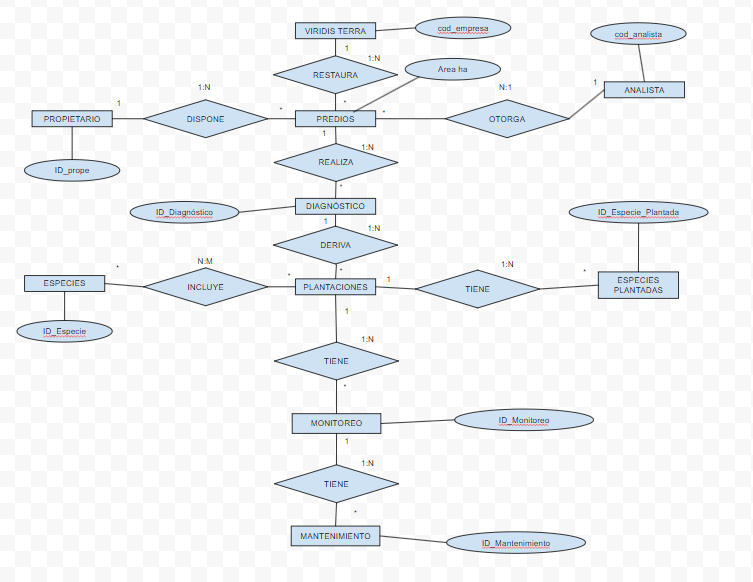 VIRIDIS TERRA
cod_empresa
1
1:N
RESTAURA
Area ha
cod_analista
*
1:N
N:1
1
ANALISTA
1
PROPIETARIO
DISPONE
*
PREDIOS
*
OTORGA
1
1:N
REALIZA
ID_prope
*
DIAGNÓSTICO
ID_Diagnóstico
ID_Especie_Plantada
1
1:N
DERIVA
*
N:M
1:N
*
ESPECIES
INCLUYE
*
PLANTACIONES
1
TIENE
*
ESPECIES
PLANTADAS
ID_Especie
1
1:N
TIENE
*
MONITOREO
ID_Monitoreo
1
1:N
TIENE
*
MANTENIMIENTO
ID_Mantenimiento